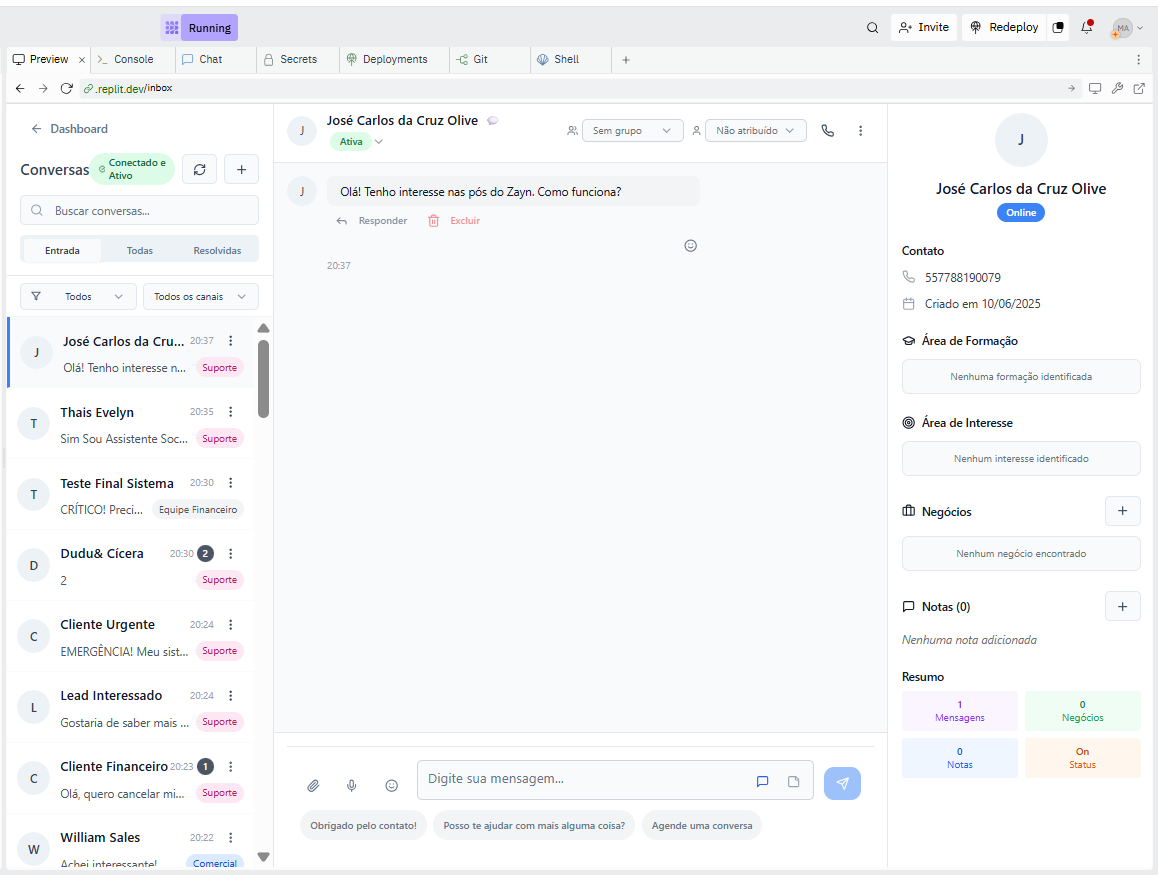 Running
Invite
Redeploy
MA
Preview
Console
Chat
Secrets
Deployments
Git
Shell
.replit.dev/inbox
Dashboard
Conversas
Conectado e
Ativo
Buscar conversas...
Entrada
Todas
Resolvidas
Todos
Todos os canais
J
José Carlos da Cru...
20:37
Olá! Tenho interesse n...
Suporte
T
Thais Evelyn
20:35
Sim Sou Assistente Soc...
Suporte
T
Teste Final Sistema
20:30
CRÍTICO! Preci...
Equipe Financeiro
D
Dudu& Cícera
20:30
2
2
Suporte
C
Cliente Urgente
20:24
EMERGÊNCIA! Meu sist...
Suporte
L
Lead Interessado
20:24
Gostaria de saber mais ...
Suporte
C
Cliente Financeiro
20:23
1
Olá, quero cancelar mi...
Suporte
W
William Sales
20:22
Achei interessante!
Comercial
J
José Carlos da Cruz Olive
Ativa
Sem grupo
Não atribuído
J
Olá! Tenho interesse nas pós do Zayn. Como funciona?
Responder
Excluir
20:37
Digite sua mensagem...
Obrigado pelo contato!
Posso te ajudar com mais alguma coisa?
Agende uma conversa
J
José Carlos da Cruz Olive
Online
Contato
557788190079
Criado em 10/06/2025
Área de Formação
Nenhuma formação identificada
Área de Interesse
Nenhum interesse identificado
Negócios
Nenhum negócio encontrado
Notas (0)
Nenhuma nota adicionada
Resumo
1
Mensagens
0
Negócios
0
Notas
On
Status